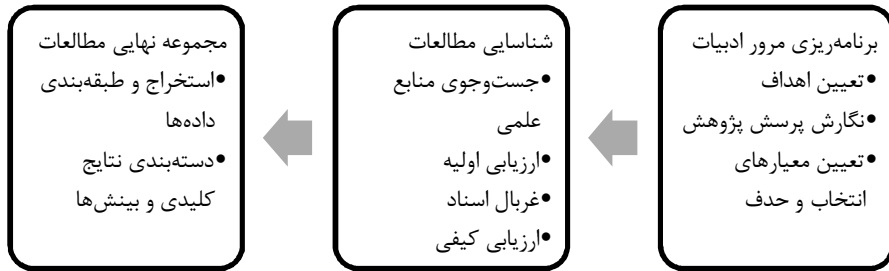 برنامه‌ریزی مرور ادبیات
•تعیین اهداف
•نگارش پرسش پژوهش
•تعیین معیارهای
انتخاب و حذف
شناسایی مطالعات
•جست‌وجوی منابع
علمی
•ارزیابی اولیه
•غربال اسناد
•ارزیابی کیفی
مجموعه نهایی مطالعات
•استخراج و طبقه‌بندی
داده‌ها
•دسته‌بندی نتایج
کلیدی و بینش‌ها